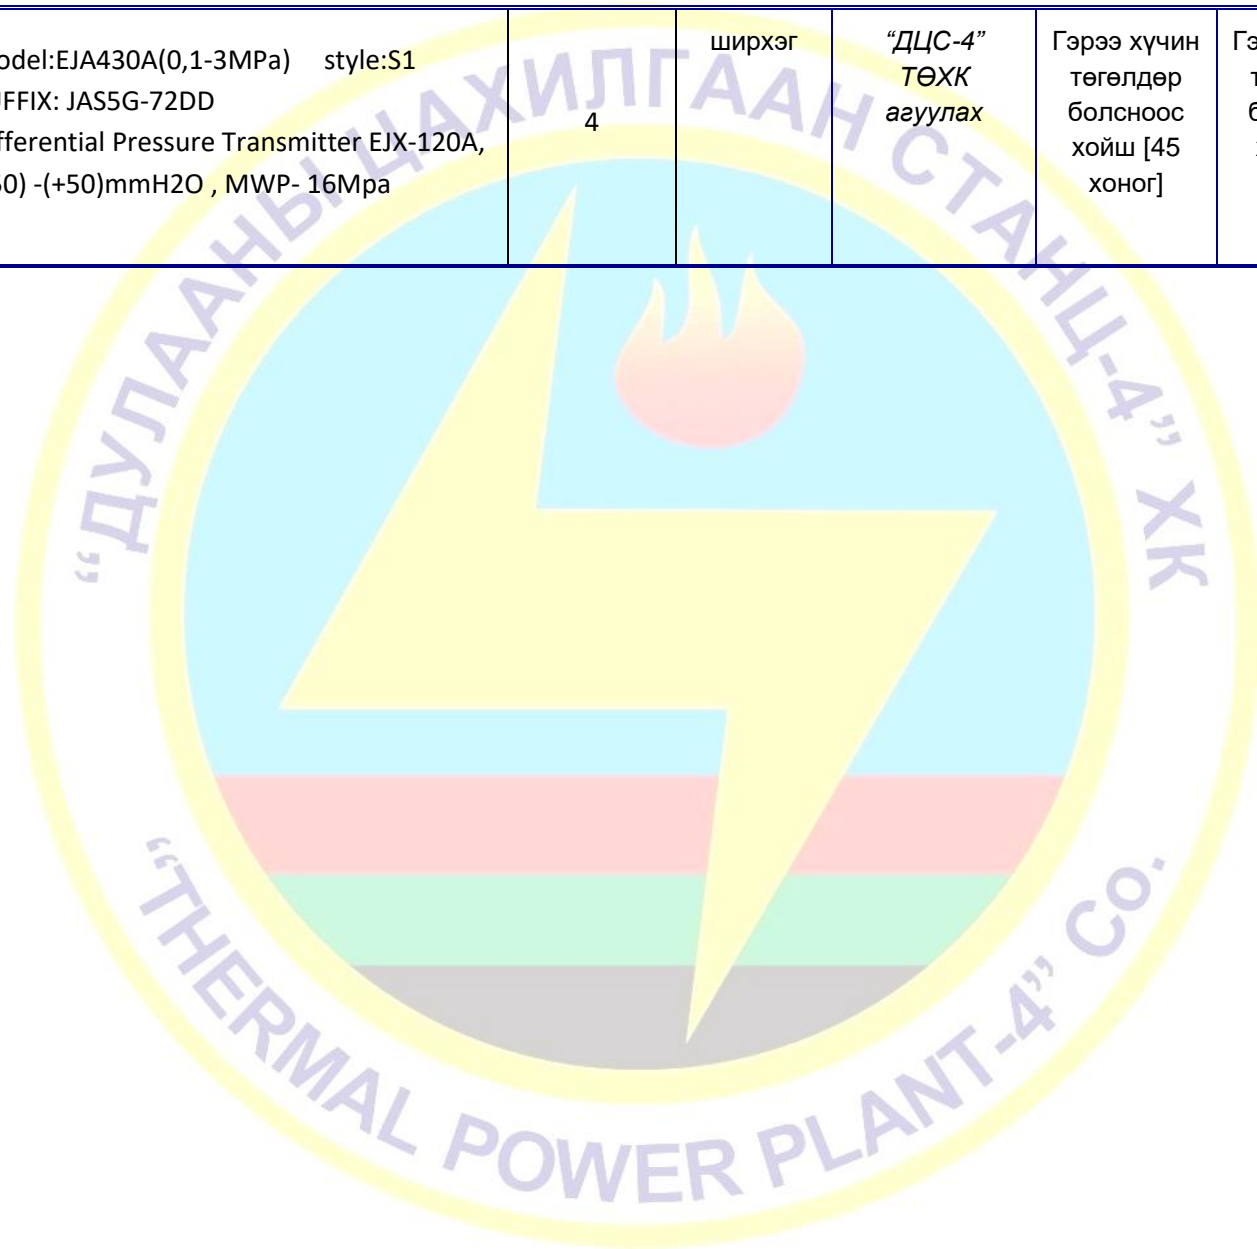 odel:EJA430A(0,1-3MPa) style:S1
FFIX: JAS5G-72DD
fferential Pressure Transmitter EJX-120A,
0) -(+50)mmH2O , MWP- 16Mpa
4
ширхэг
“ДЦС-4”
ТӨХК
агуулах
Гэрээ хүчин
төгөлдөр
болсноос
хойш [45
хоног]
“ДУЛААНЫ ЦАХИЛГААН СТАНЦ-4” ХК
“THERMAL POWER PLANT-4” Co.